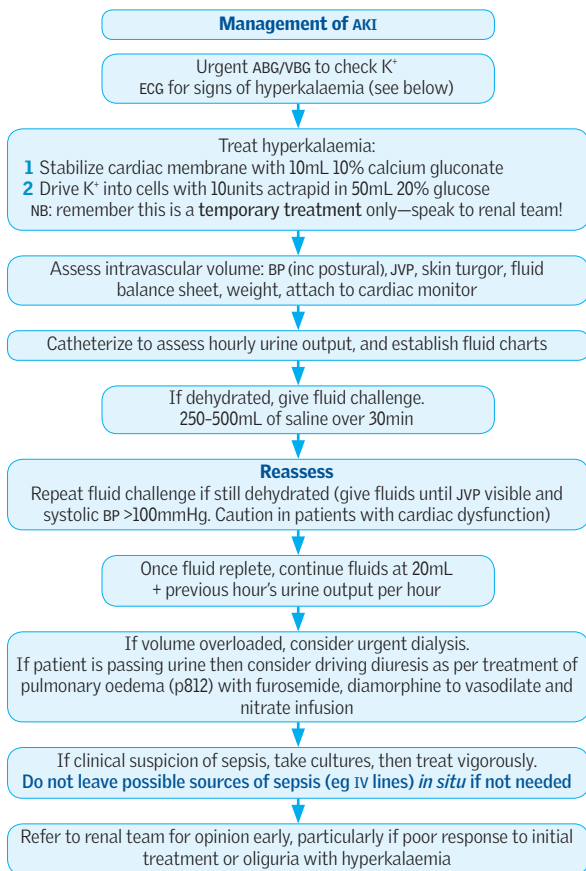 Management of AKI
Urgent ABG/VBG to check K⁺
ECG for signs of hyperkalaemia (see below)
Treat hyperkalaemia:
1 Stabilize cardiac membrane with 10mL 10% calcium gluconate
2 Drive K⁺ into cells with 10units actrapid in 50mL 20% glucose
NB: remember this is a temporary treatment only—speak to renal team!
Assess intravascular volume: BP (inc postural), JVP, skin turgor, fluid
balance sheet, weight, attach to cardiac monitor
Catheterize to assess hourly urine output, and establish fluid charts
If dehydrated, give fluid challenge.
250–500mL of saline over 30min
Reassess
Repeat fluid challenge if still dehydrated (give fluids until JVP visible and
systolic BP >100mmHg. Caution in patients with cardiac dysfunction)
Once fluid replete, continue fluids at 20mL
+ previous hour's urine output per hour
If volume overloaded, consider urgent dialysis.
If patient is passing urine then consider driving diuresis as per treatment of
pulmonary oedema (p812) with furosemide, diamorphine to vasodilate and
nitrate infusion
If clinical suspicion of sepsis, take cultures, then treat vigorously.
Do not leave possible sources of sepsis (eg IV lines) in situ if not needed
Refer to renal team for opinion early, particularly if poor response to initial
treatment or oliguria with hyperkalaemia